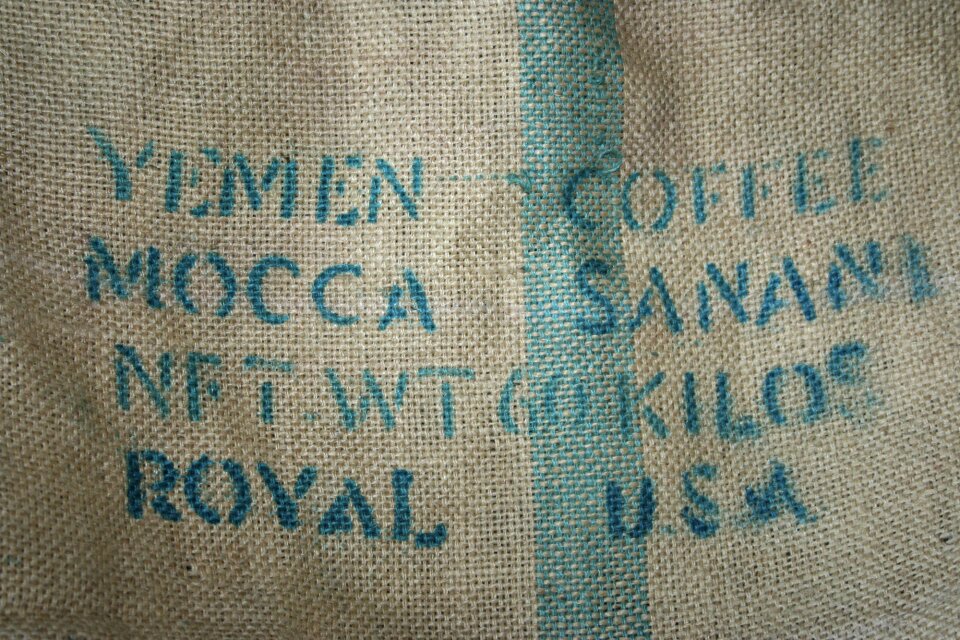 YEMEN COFFEE
MOCCA SANANI
NET.WT 60 KILOS
ROYAL U.S.A